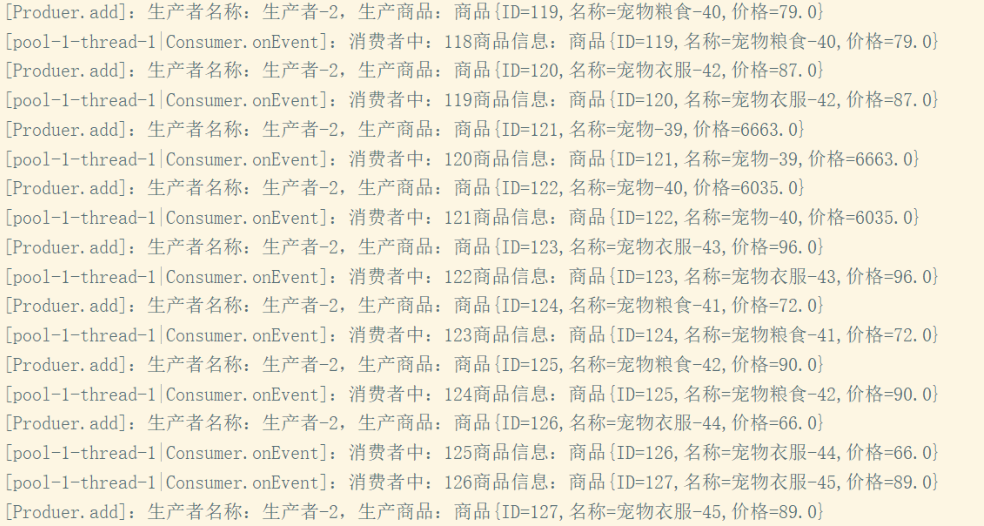 [Produer.add]: 生产者名称: 生产者-2, 生产商品: 商品{ID=119,名称=宠物粮食-40,价格=79.0}
[pool-1-thread-1|Consumer.onEvent]: 消费者中: 118商品信息: 商品{ID=119,名称=宠物粮食-40,价格=79.0}
[Produer.add]: 生产者名称: 生产者-2, 生产商品: 商品{ID=120,名称=宠物衣服-42,价格=87.0}
[pool-1-thread-1|Consumer.onEvent]: 消费者中: 119商品信息: 商品{ID=120,名称=宠物衣服-42,价格=87.0}
[Produer.add]: 生产者名称: 生产者-2, 生产商品: 商品{ID=121,名称=宠物-39,价格=6663.0}
[pool-1-thread-1|Consumer.onEvent]: 消费者中: 120商品信息: 商品{ID=121,名称=宠物-39,价格=6663.0}
[Produer.add]: 生产者名称: 生产者-2, 生产商品: 商品{ID=122,名称=宠物-40,价格=6035.0}
[pool-1-thread-1|Consumer.onEvent]: 消费者中: 121商品信息: 商品{ID=122,名称=宠物-40,价格=6035.0}
[Produer.add]: 生产者名称: 生产者-2, 生产商品: 商品{ID=123,名称=宠物衣服-43,价格=96.0}
[pool-1-thread-1|Consumer.onEvent]: 消费者中: 122商品信息: 商品{ID=123,名称=宠物衣服-43,价格=96.0}
[Produer.add]: 生产者名称: 生产者-2, 生产商品: 商品{ID=124,名称=宠物粮食-41,价格=72.0}
[pool-1-thread-1|Consumer.onEvent]: 消费者中: 123商品信息: 商品{ID=124,名称=宠物粮食-41,价格=72.0}
[Produer.add]: 生产者名称: 生产者-2, 生产商品: 商品{ID=125,名称=宠物粮食-42,价格=90.0}
[pool-1-thread-1|Consumer.onEvent]: 消费者中: 124商品信息: 商品{ID=125,名称=宠物粮食-42,价格=90.0}
[Produer.add]: 生产者名称: 生产者-2, 生产商品: 商品{ID=126,名称=宠物衣服-44,价格=66.0}
[pool-1-thread-1|Consumer.onEvent]: 消费者中: 125商品信息: 商品{ID=126,名称=宠物衣服-44,价格=66.0}
[pool-1-thread-1|Consumer.onEvent]: 消费者中: 126商品信息: 商品{ID=127,名称=宠物衣服-45,价格=89.0}
[Produer.add]: 生产者名称: 生产者-2, 生产商品: 商品{ID=127,名称=宠物衣服-45,价格=89.0}